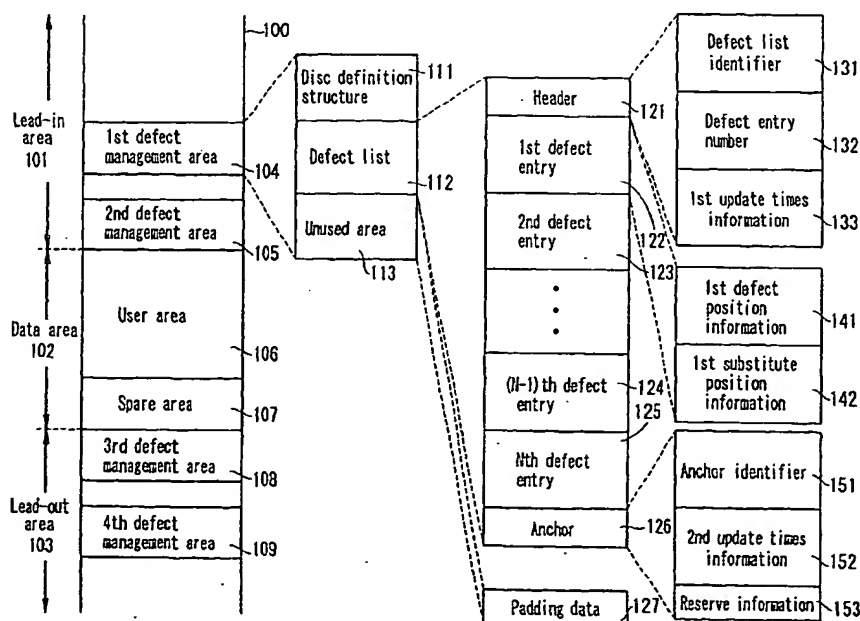 Lead-in
area
101
Data area
102
Lead-out
area
103
100
1st defect
management area
104
2nd defect
management area
105
User area
106
Spare area
107
3rd defect
management area
108
4th defect
management area
109
Disc definition
structure
111
Defect list
112
Unused area
113
Header
121
1st defect
entry
122
2nd defect
entry
123
(N-1)th defect
entry
124
125
Nth defect
entry
Anchor
126
Padding data
127
Defect list
identifier
131
Defect entry
number
132
1st update times
information
133
1st defect
position
information
141
1st substitute
position
information
142
Anchor identifier
151
2nd update times
information
152
Reserve information
153